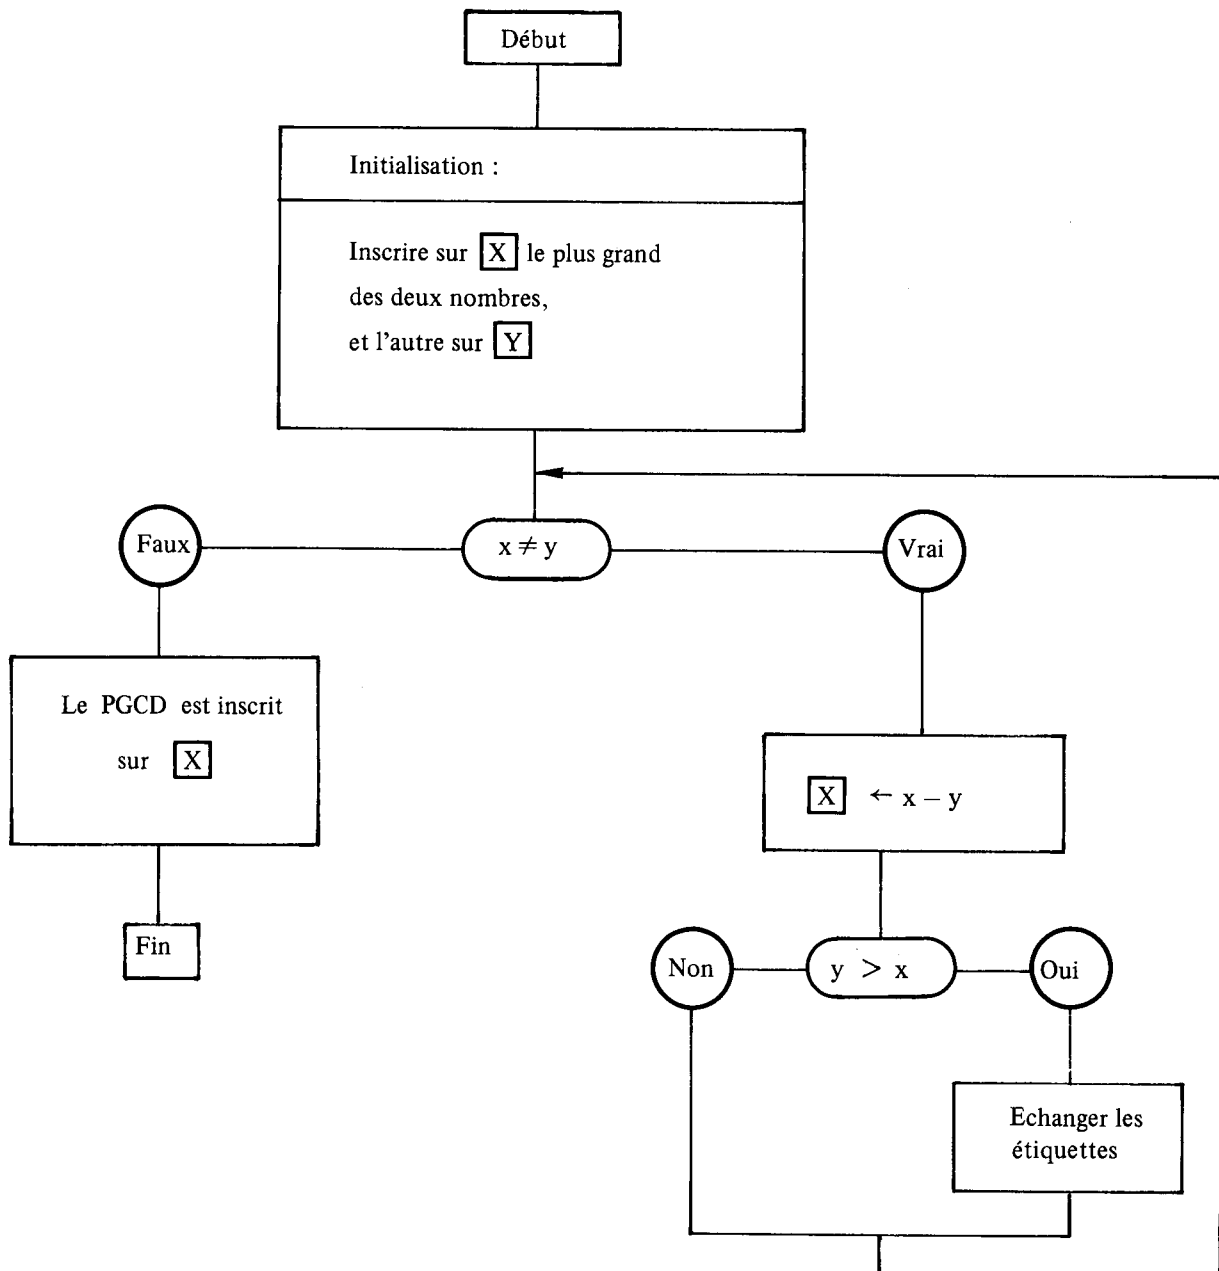 Début
Initialisation :
Inscrire sur X le plus grand
des deux nombres,
et l'autre sur Y
Faux
x ≠ y
Vrai
Le PGCD est inscrit
sur X
X ← x – y
Fin
Non
y > x
Oui
Echanger les
étiquettes